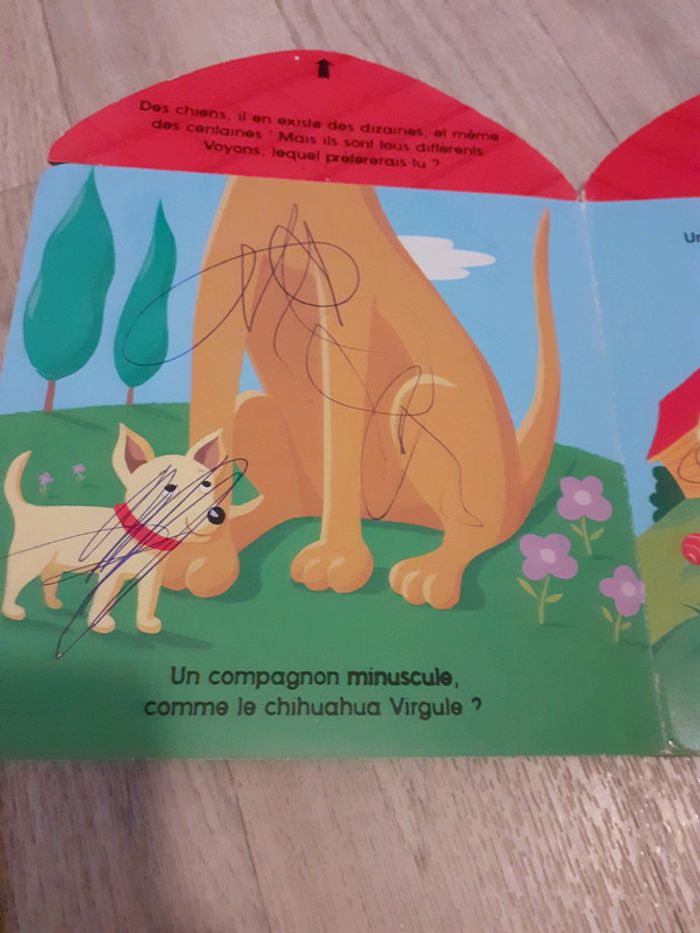 Des chiens, il en existe des dizaines, et même
des centaines ! Mais ils sont tous différents.
Voyons, lequel préférerais tu ?
Un compagnon minuscule,
comme le chihuahua Virgule ?
Un